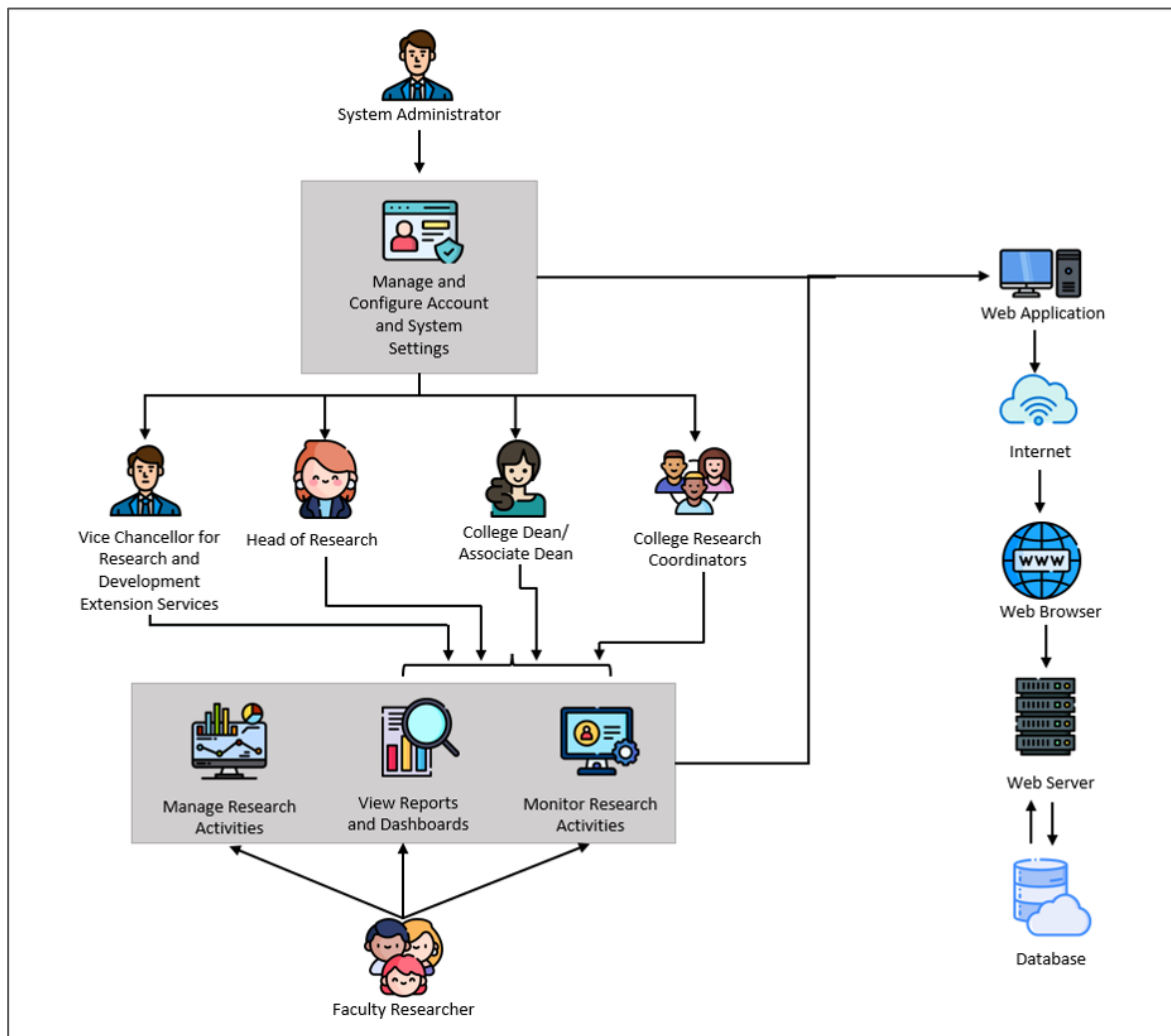 System Administrator
Manage and
Configure Account
and System
Settings
Web Application
Internet
Vice Chancellor for
Research and
Development
Extension Services
Head of Research
College Dean/
Associate Dean
College Research
Coordinators
WWW
Web Browser
Manage Research
Activities
View Reports
and Dashboards
Monitor Research
Activities
Web Server
Database
Faculty Researcher